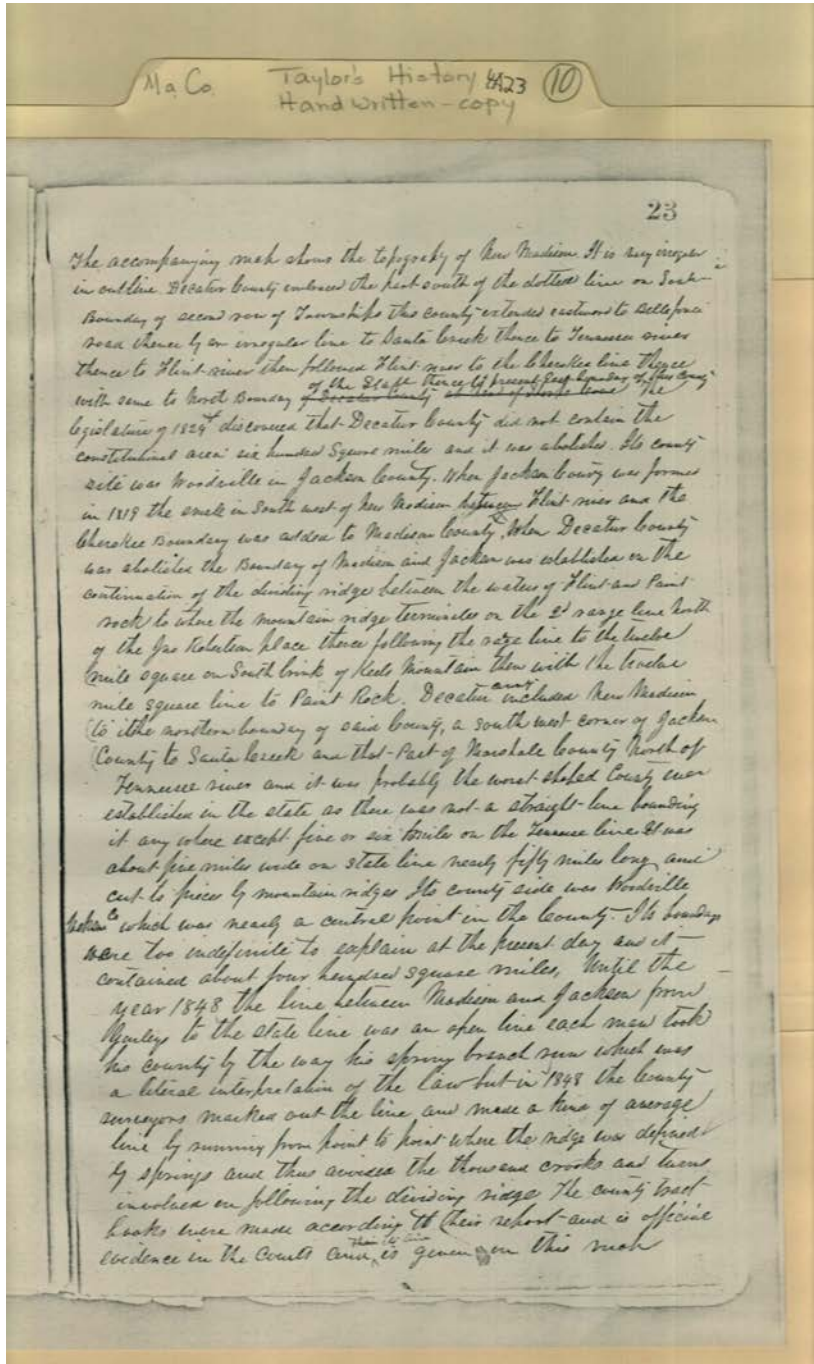 Ma. Co. Taylor's History 4A23 10
Handwritten - copy
23
The accompanying map shows the topography of New Madison. It is very irregular
in outline. Decatur County embraced the part south of the dotted line on South
Boundary of second row of Townships this county extended eastward to Bellefonte
road thence by an irregular line to Santa Creek thence to Tennessee river
thence to Flint river then followed Flint river to the Cherokee line thence
of the State thence by present East boundary of this County
with same to North Boundary of Decatur County The
legislature of 1824 discovered that Decatur County did not contain the
constitutional area six hundred Square miles and it was abolished. Its county
site was Woodville in Jackson County. When Jackson County was formed
in 1819 the in South west of New Madison between Flint river and the
Cherokee Boundary was added to Madison County. When Decatur County
was abolished the Boundary of Madison and Jackson was established on the
continuation of the dividing ridge between the waters of Flint and Paint
rock to where the mountain ridge terminates on the 2d range line North
of the Jas Robertson place thence following the range line to the twelve
mile square on South brink of Keels Mountain then with the twelve
mile square line to Paint Rock. Decatur included New Madison
to the northern boundary of said County, a south west corner of Jackson
County to Santa Creek and that Part of Marshall County North of
Tennessee river and it was probably the worst shaped County ever
established in the state as there was not a straight line bounding
it any where except five or six miles on the Tennessee line It was
about five miles wide on state line nearly fifty miles long and
cut to pieces by mountain ridges Its county side was Woodville
Jackson Co which was nearly a central point in the County. Its boundary
were too indefinite to explain at the present day and it
contained about four hundred square miles, Until the
year 1848 the line between Madison and Jackson from
Gurleys to the state line was an open line each man took
his county by the way his spring branch run which was
a literal interpretation of the law but in 1848 the County
surveyors marked out the line and made a kind of average
line by running from point to point where the ridge was defined
by springs and thus avoided the thousand crooks and turns
involved on following the dividing ridge The county tract
books were made according to their report and is official
evidence in the Courts and is given on this map